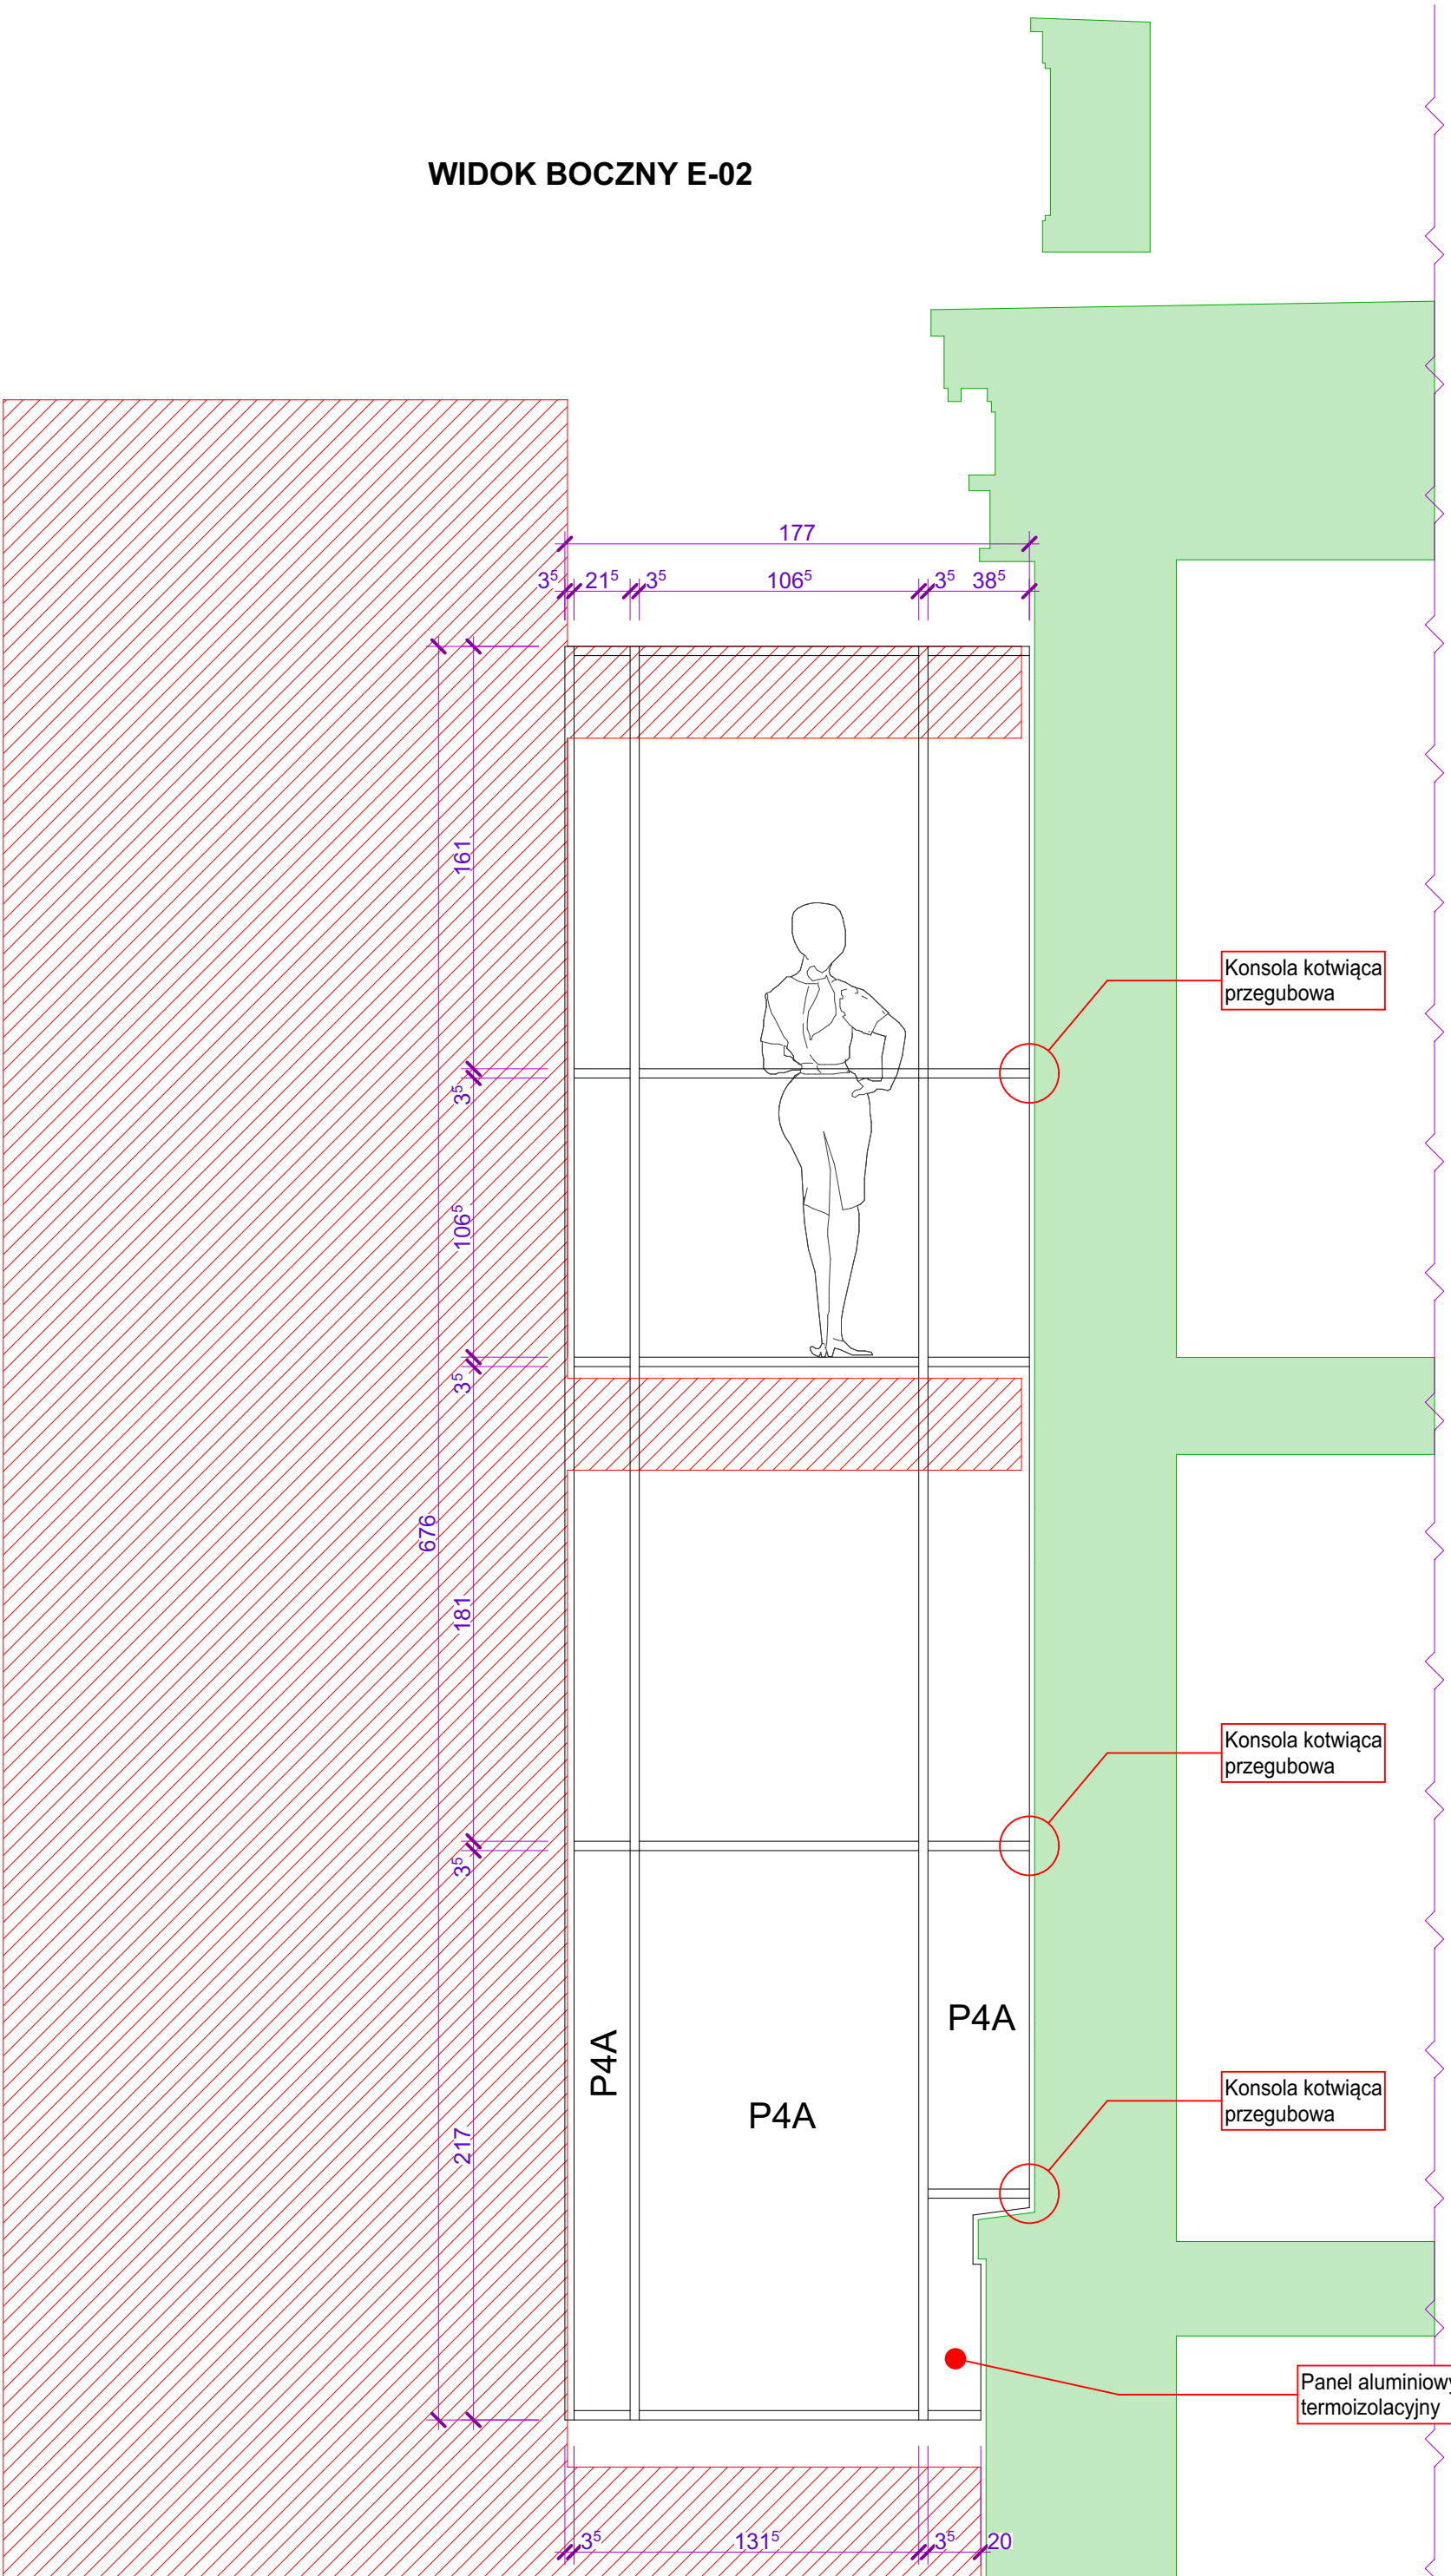 WIDOK BOCZNY E-02
177
3⁵ 21⁵ 3⁵ 106⁵ 3⁵ 38⁵
161
Konsola kotwiąca
przegubowa
3⁵
106⁵
3⁵
676
181
Konsola kotwiąca
przegubowa
3⁵
P4A
P4A
P4A
Konsola kotwiąca
przegubowa
217
Panel aluminiowy
termoizolacyjny
3⁵ 131⁵ 3⁵ 20